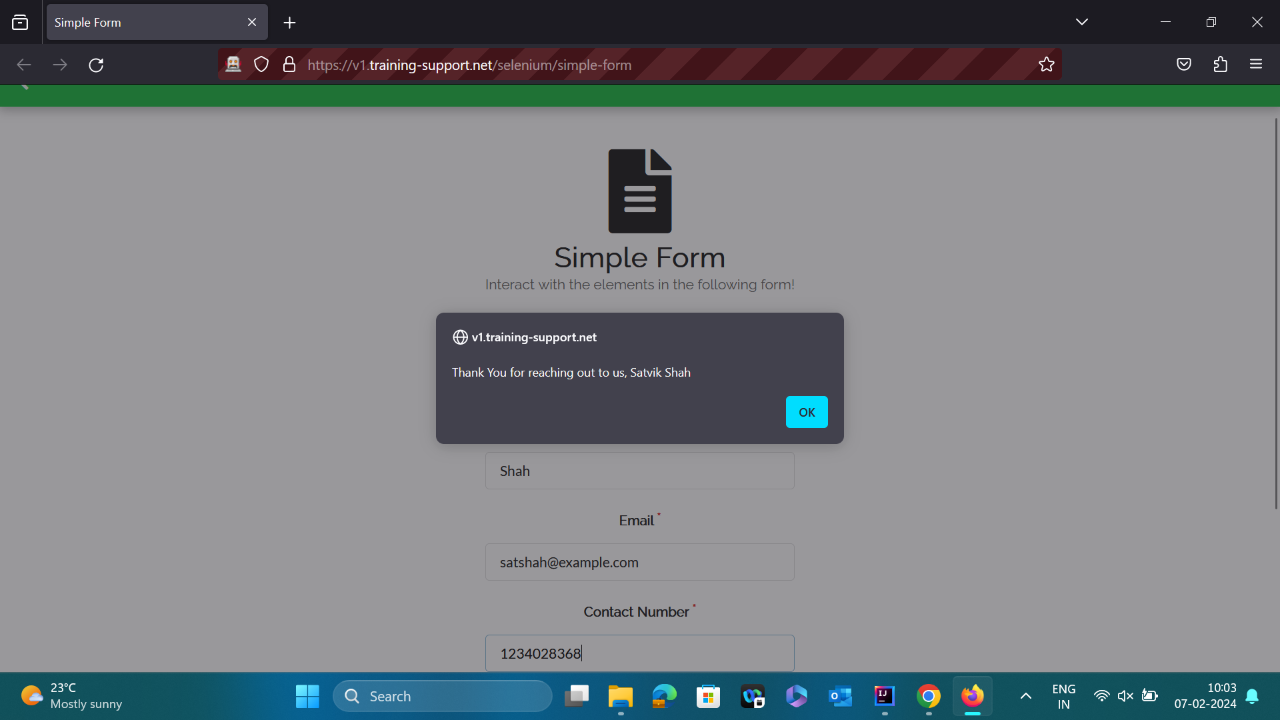 Simple Form
https://v1.training-support.net/selenium/simple-form
Simple Form
Interact with the elements in the following form!
v1.training-support.net
Thank You for reaching out to us, Satvik Shah
OK
Shah
Email *
satshah@example.com
Contact Number *
1234028368
23°C
Mostly sunny
Search
IJ
ENG
IN
10:03
07-02-2024